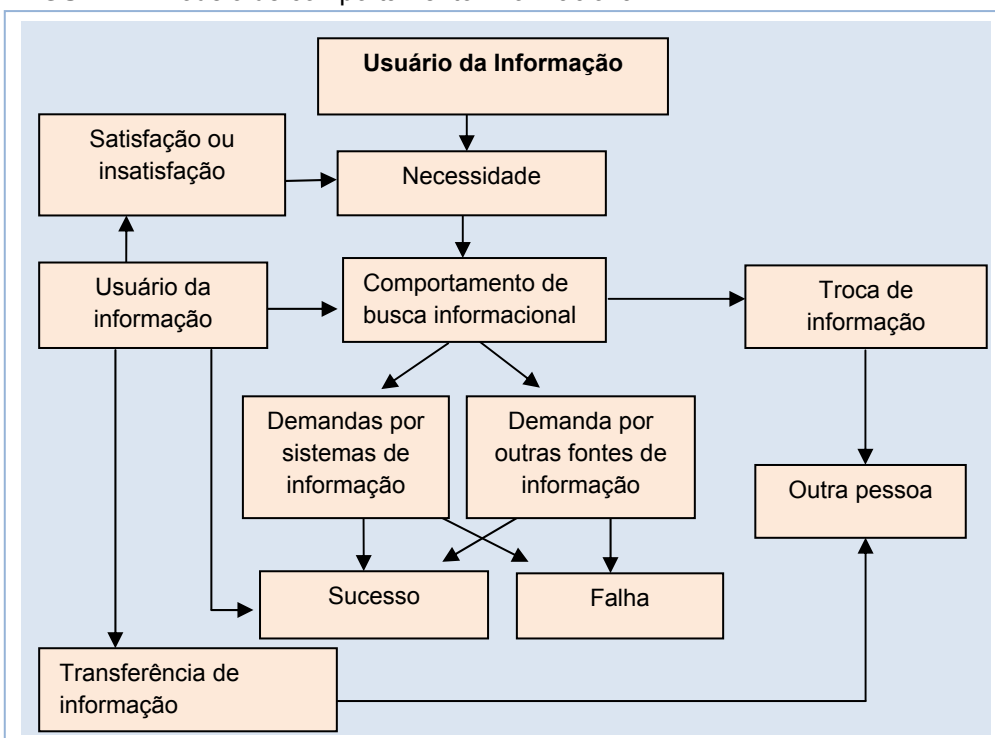 Usuário da Informação
Satisfação ou
insatisfação
Necessidade
Usuário da
informação
Comportamento de
busca informacional
Troca de
informação
Demandas por
sistemas de
informação
Demanda por
outras fontes de
informação
Outra pessoa
Sucesso
Falha
Transferência de
informação